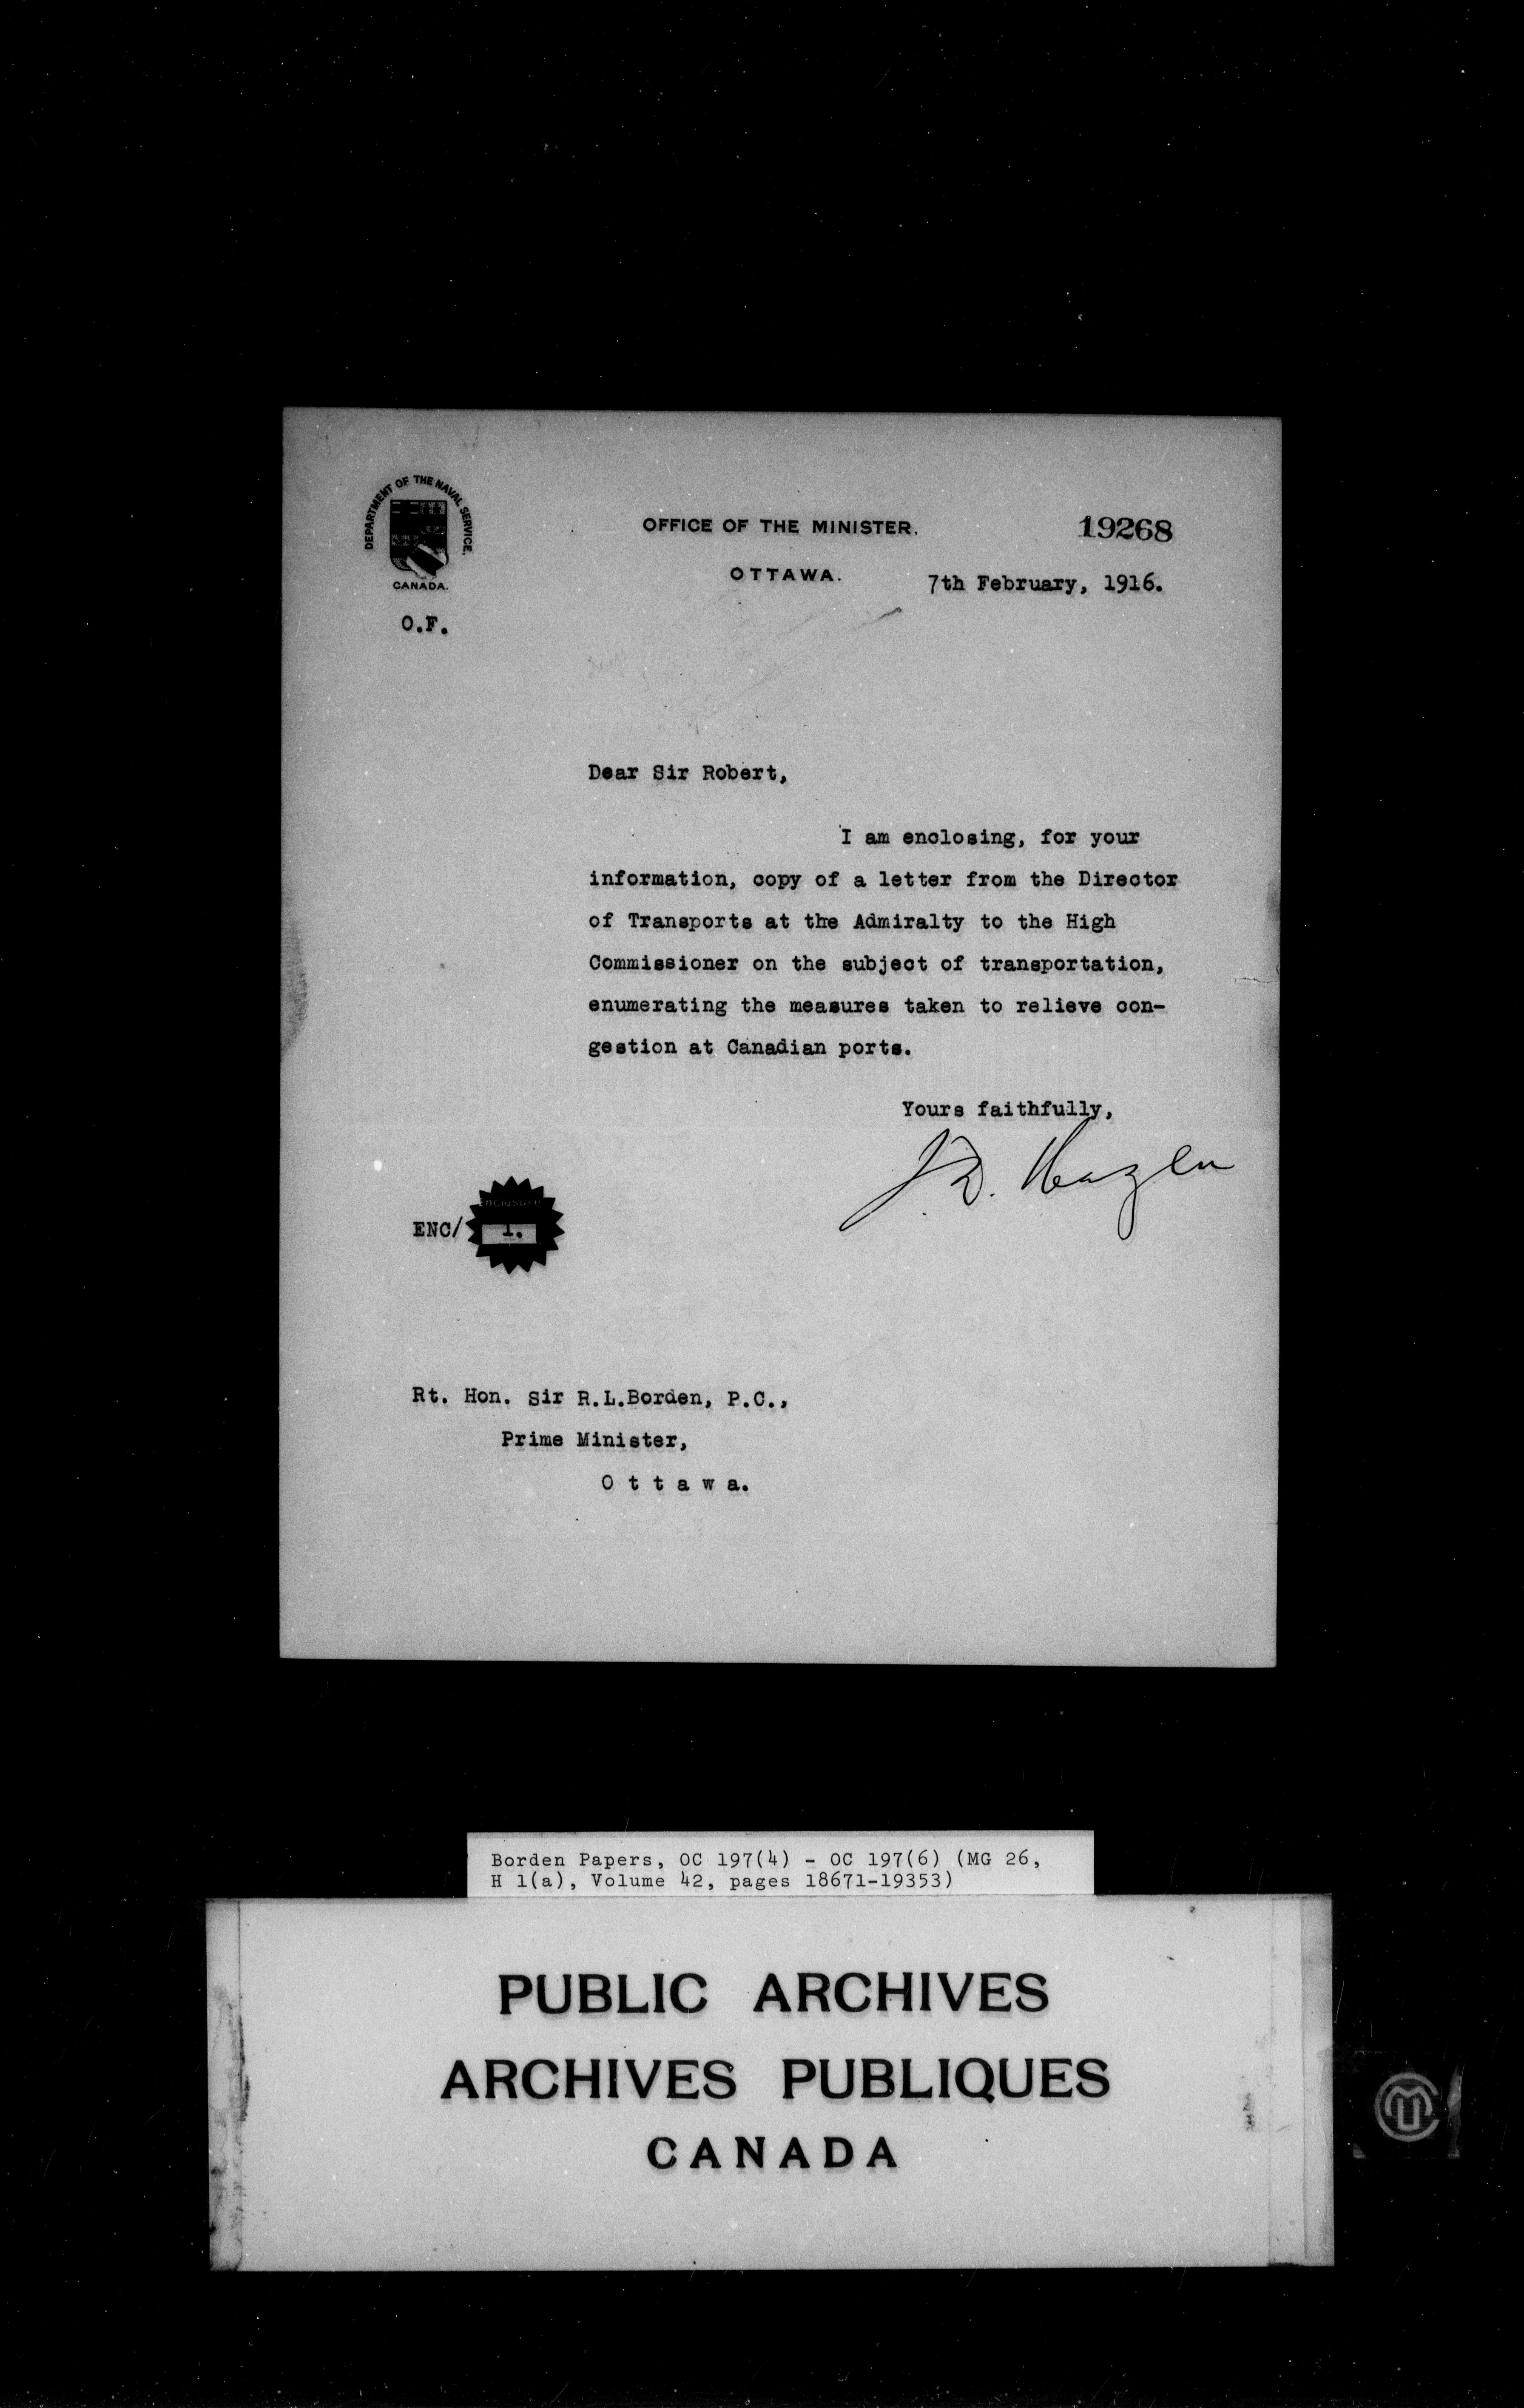 DEPARTMENT OF THE NAVAL SERVICE.
CANADA.
OFFICE OF THE MINISTER.
19268
OTTAWA.
7th February, 1916.
O.F.
Dear Sir Robert,
I am enclosing, for your
information, copy of a letter from the Director
of Transports at the Admiralty to the High
Commissioner on the subject of transportation,
enumerating the measures taken to relieve con-
gestion at Canadian ports.
Yours faithfully,
J.D. Hazen
Enclosure
ENC/ 1.
Rt. Hon. Sir R.L.Borden, P.C.,
Prime Minister,
O t t a w a.
Borden Papers, OC 197(4) - OC 197(6) (MG 26,
H 1(a), Volume 42, pages 18671-19353)
PUBLIC ARCHIVES
ARCHIVES PUBLIQUES
CANADA